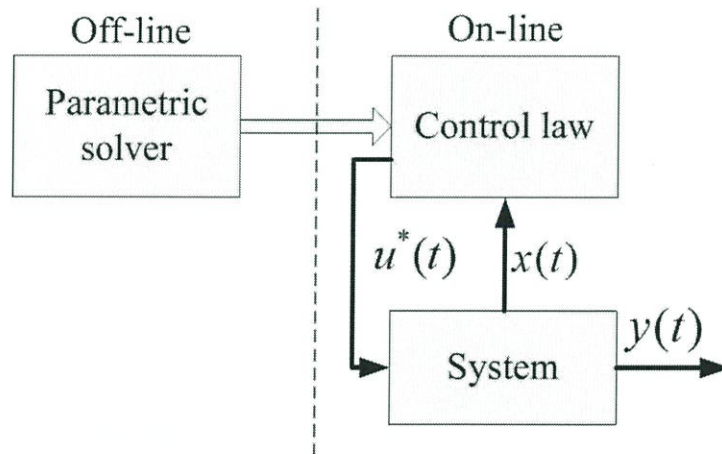 Off-line
On-line
Parametric
solver
Control law
u*(t)
x(t)
y(t)
System